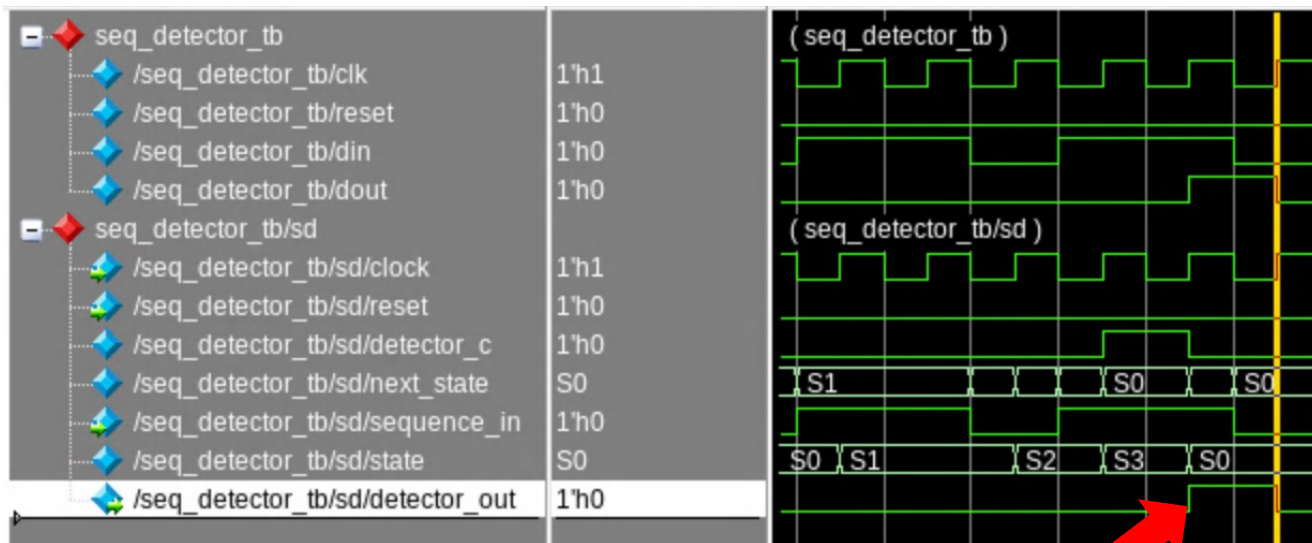 seq_detector_tb ( seq_detector_tb )
/seq_detector_tb/clk 1'h1
/seq_detector_tb/reset 1'h0
/seq_detector_tb/din 1'h0
/seq_detector_tb/dout 1'h0
seq_detector_tb/sd ( seq_detector_tb/sd )
/seq_detector_tb/sd/clock 1'h1
/seq_detector_tb/sd/reset 1'h0
/seq_detector_tb/sd/detector_c 1'h0
/seq_detector_tb/sd/next_state S0 S1 S0 S0
/seq_detector_tb/sd/sequence_in 1'h0
/seq_detector_tb/sd/state S0 S0 S1 S2 S3 S0
/seq_detector_tb/sd/detector_out 1'h0